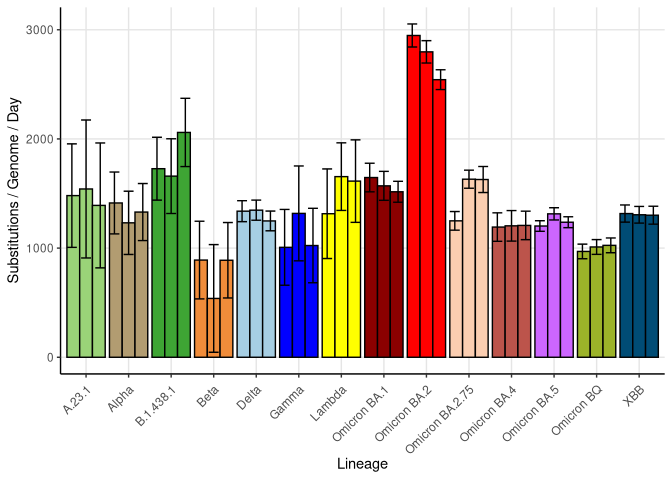 3000
2000
1000
0
Substitutions / Genome / Day
A.23.1
Alpha
B.1.438.1
Beta
Delta
Gamma
Lambda
Omicron BA.1
Omicron BA.2
Omicron BA.2.75
Omicron BA.4
Omicron BA.5
Omicron BQ
XBB
Lineage